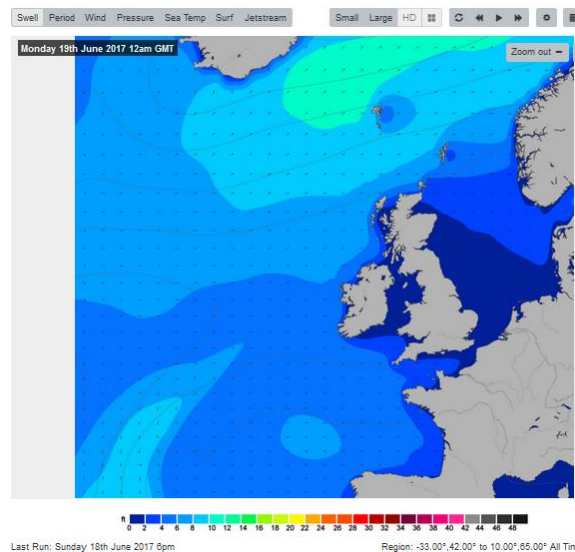 Swell Period Wind Pressure Sea Temp Surf Jetstream Small Large HD
Monday 19th June 2017 12am GMT Zoom out
ft 0 2 4 6 8 10 12 14 16 18 20 22 24 26 28 30 32 34 36 38 40 42 44 46 48
Last Run: Sunday 18th June 2017 6pm Region: -33.00°,42.00° to 10.00°,65.00° All Tin